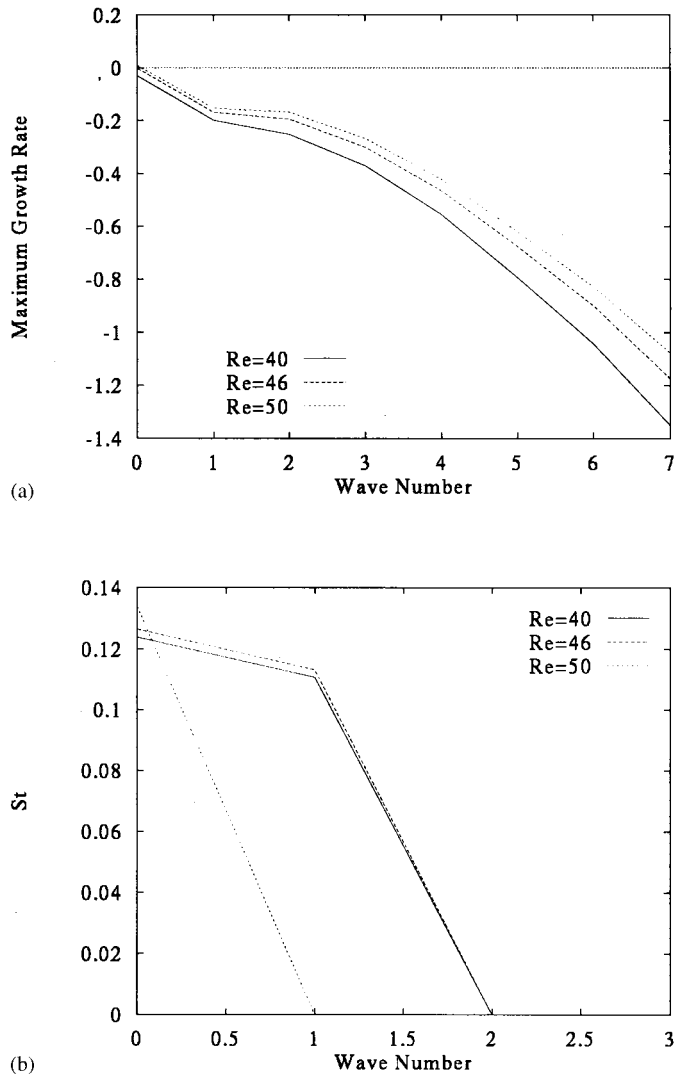 0.2
0
-0.2
-0.4
-0.6
-0.8
-1
-1.2
-1.4
Maximum Growth Rate
Re=40
Re=46
Re=50
0 1 2 3 4 5 6 7
Wave Number
(a)
0.14
0.12
0.1
0.08
0.06
0.04
0.02
0
St
Re=40
Re=46
Re=50
0 0.5 1 1.5 2 2.5 3
Wave Number
(b)